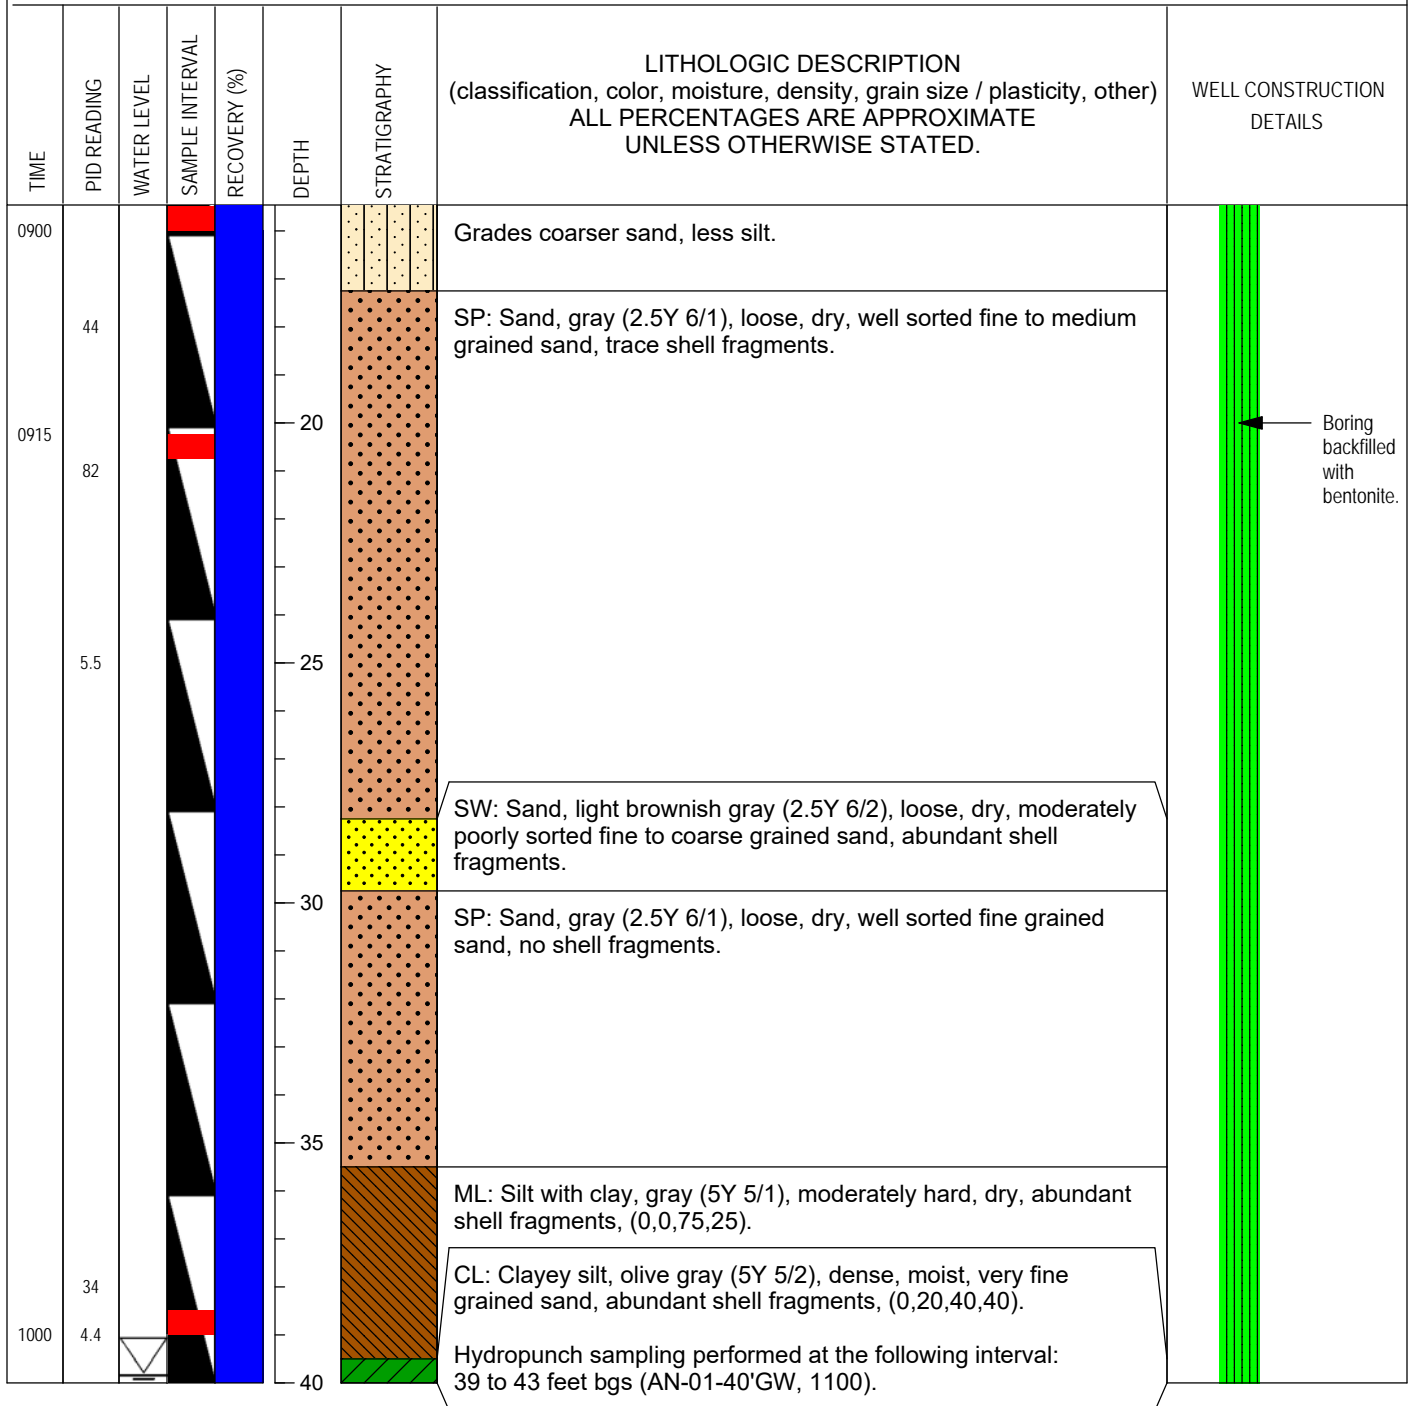 TIME
PID READING
WATER LEVEL
SAMPLE INTERVAL
RECOVERY (%)
DEPTH
STRATIGRAPHY
LITHOLOGIC DESCRIPTION
(classification, color, moisture, density, grain size / plasticity, other)
ALL PERCENTAGES ARE APPROXIMATE
UNLESS OTHERWISE STATED.
WELL CONSTRUCTION
DETAILS
0900
Grades coarser sand, less silt.
SP: Sand, gray (2.5Y 6/1), loose, dry, well sorted fine to medium
grained sand, trace shell fragments.
44
20
0915
82
Boring
backfilled
with
bentonite.
25
5.5
SW: Sand, light brownish gray (2.5Y 6/2), loose, dry, moderately
poorly sorted fine to coarse grained sand, abundant shell
fragments.
30
SP: Sand, gray (2.5Y 6/1), loose, dry, well sorted fine grained
sand, no shell fragments.
35
ML: Silt with clay, gray (5Y 5/1), moderately hard, dry, abundant
shell fragments, (0,0,75,25).
CL: Clayey silt, olive gray (5Y 5/2), dense, moist, very fine
grained sand, abundant shell fragments, (0,20,40,40).
34
1000
4.4
Hydropunch sampling performed at the following interval:
39 to 43 feet bgs (AN-01-40'GW, 1100).
40